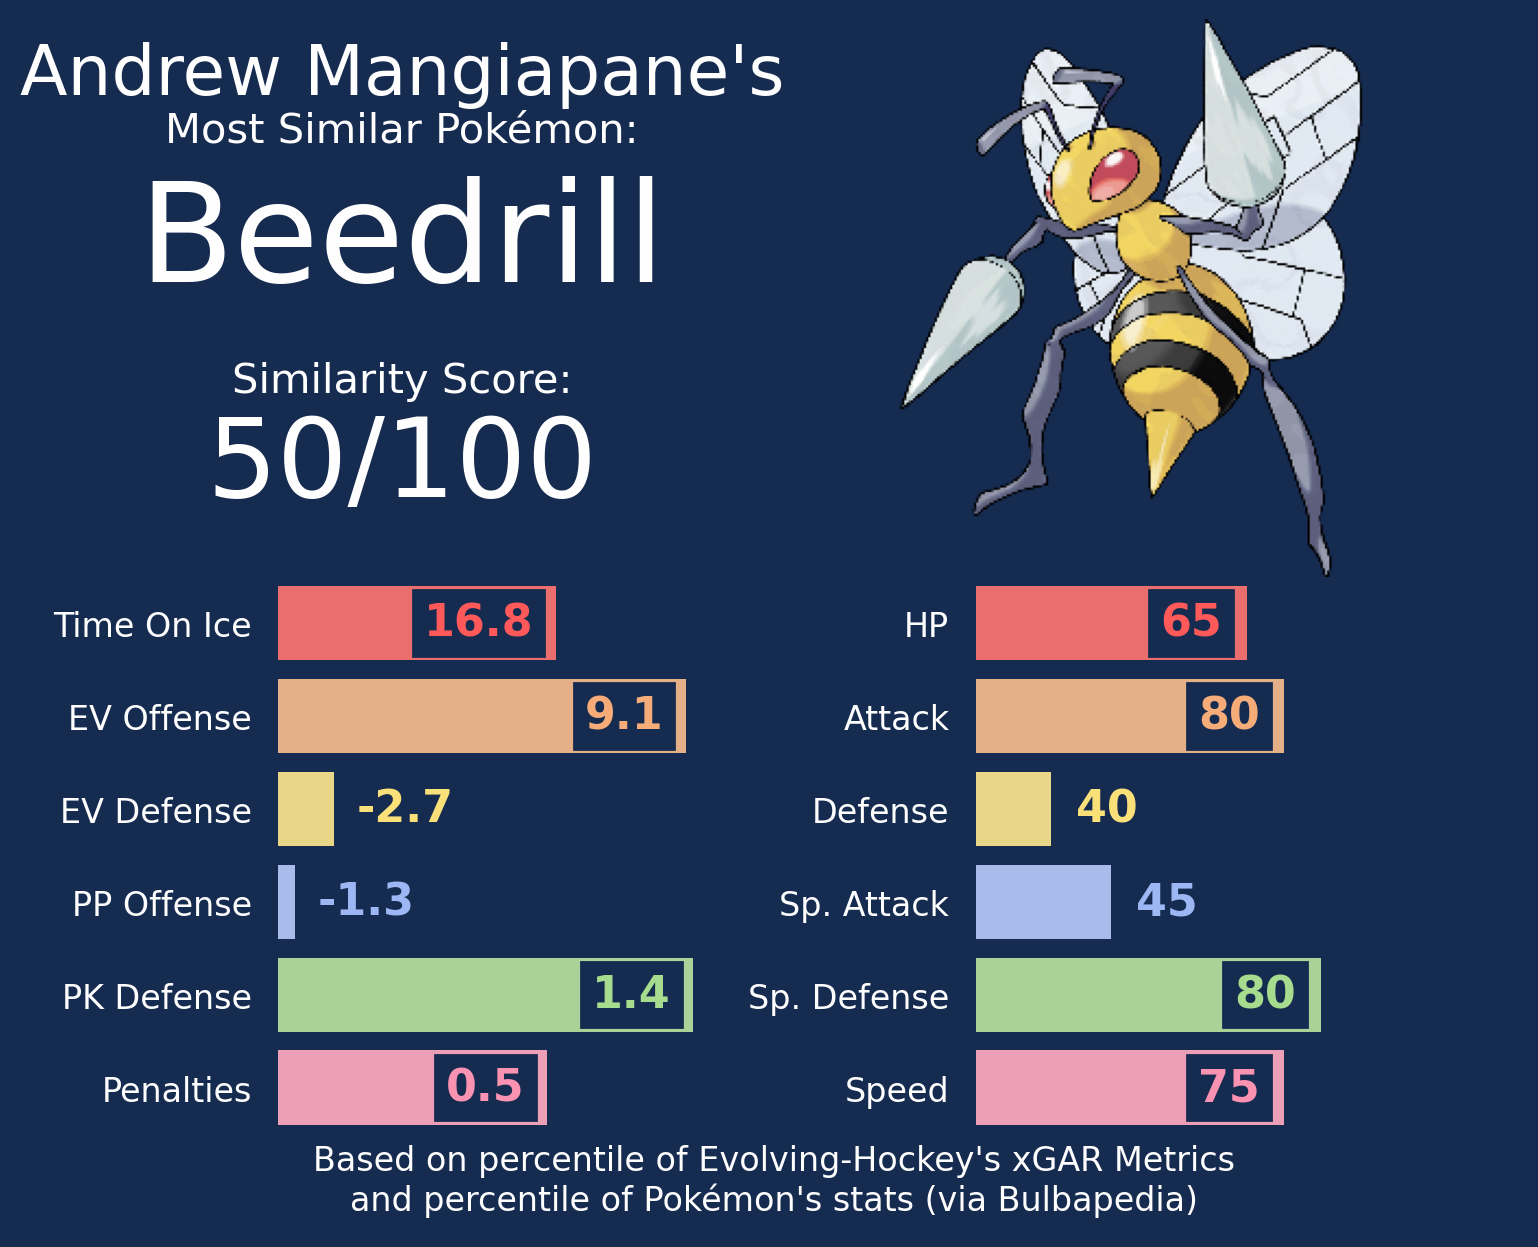 Andrew Mangiapane's
Most Similar Pokémon:
Beedrill
Similarity Score:
50/100
Time On Ice 16.8
EV Offense 9.1
EV Defense -2.7
PP Offense -1.3
PK Defense 1.4
Penalties 0.5
HP 65
Attack 80
Defense 40
Sp. Attack 45
Sp. Defense 80
Speed 75
Based on percentile of Evolving-Hockey's xGAR Metrics
and percentile of Pokémon's stats (via Bulbapedia)